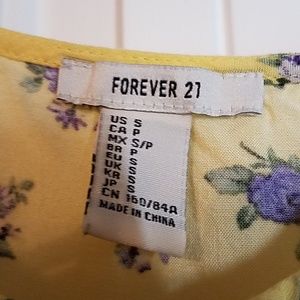 FOREVER 21
US S
CA P
MX S/P
BR P
EU S
UK S
KR S
JP S
CN 160/84A
MADE IN CHINA